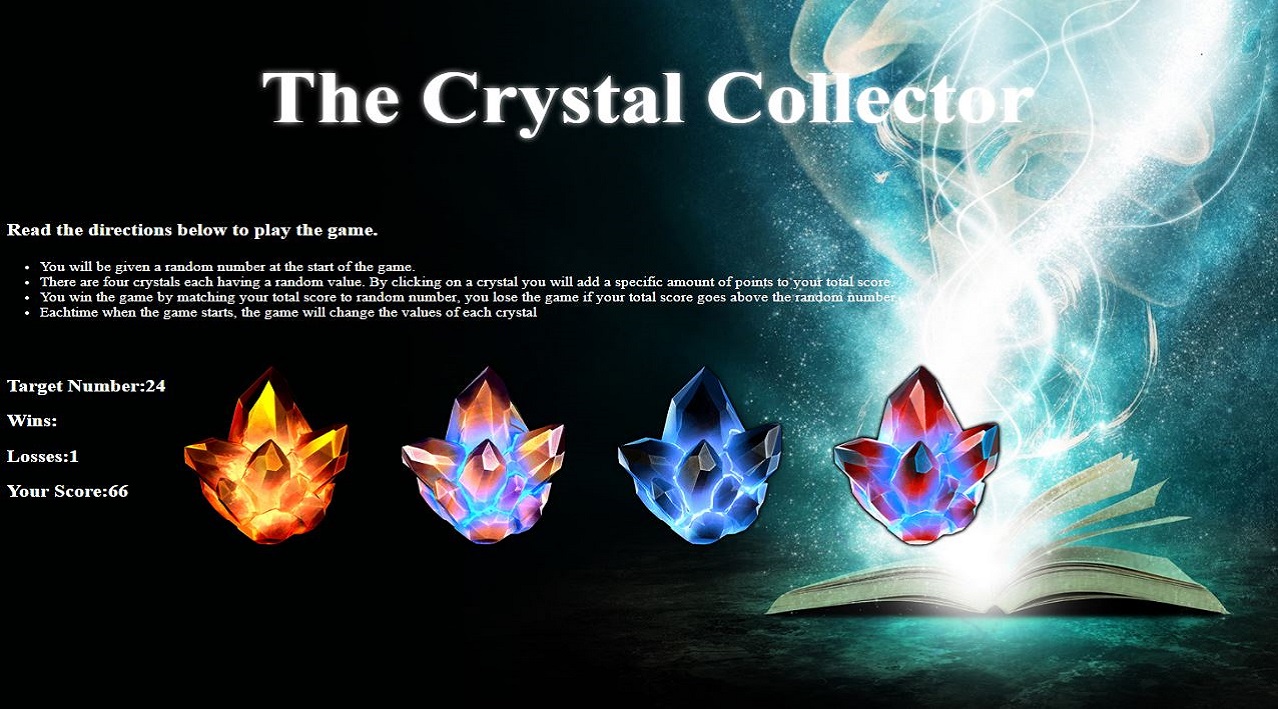 The Crystal Collector
Read the directions below to play the game.
• You will be given a random number at the start of the game.
• There are four crystals each having a random value. By clicking on a crystal you will add a specific amount of points to your total score.
• You win the game by matching your total score to random number, you lose the game if your total score goes above the random number.
• Eachtime when the game starts, the game will change the values of each crystal
Target Number:24
Wins:
Losses:1
Your Score:66